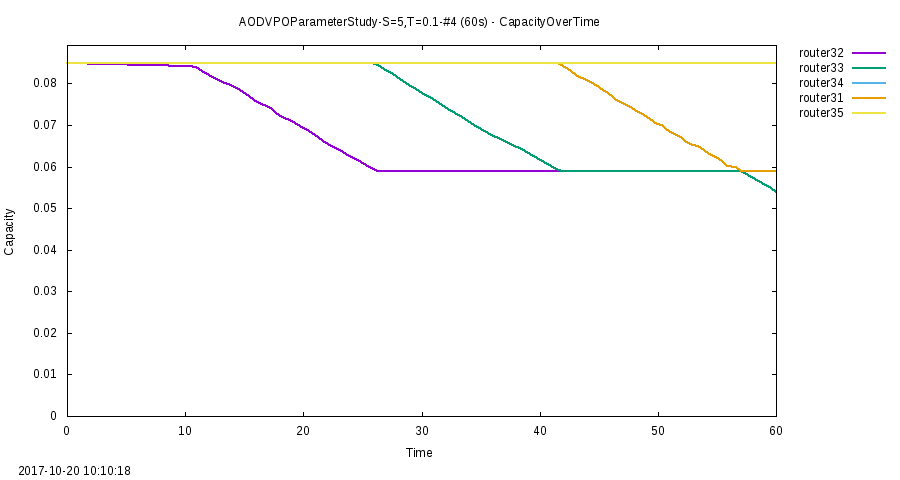 AODVPOParameterStudy-S=5,T=0.1-#4 (60s) - CapacityOverTime
router32
router33
router34
router31
router35
0.08
0.07
0.06
0.05
0.04
0.03
0.02
0.01
0
Capacity
0 10 20 30 40 50 60
Time
2017-10-20 10:10:18